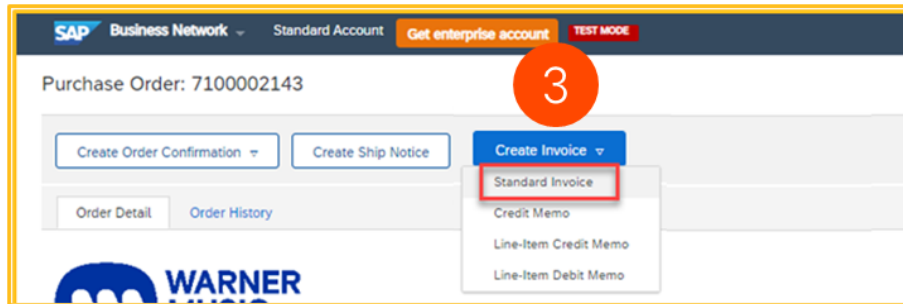 SAP Business Network Standard Account Get enterprise account TEST MODE
Purchase Order: 7100002143
3
Create Order Confirmation Create Ship Notice Create Invoice
Standard Invoice
Order Detail Order History
Credit Memo
Line-Item Credit Memo
Line-Item Debit Memo
WARNER
MUSIC